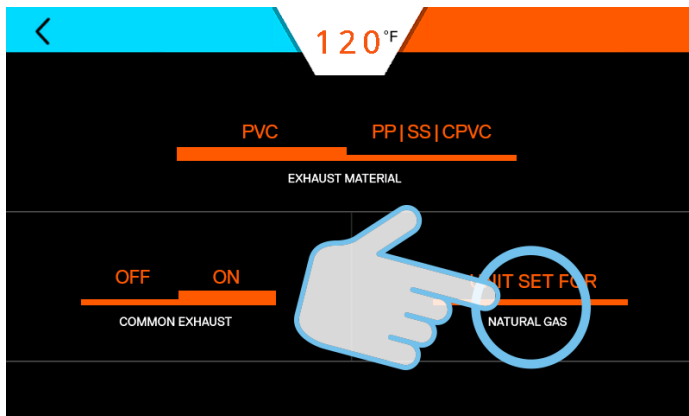 120°F
PVC PP|SS|CPVC
EXHAUST MATERIAL
OFF ON SET FOR
COMMON EXHAUST NATURAL GAS